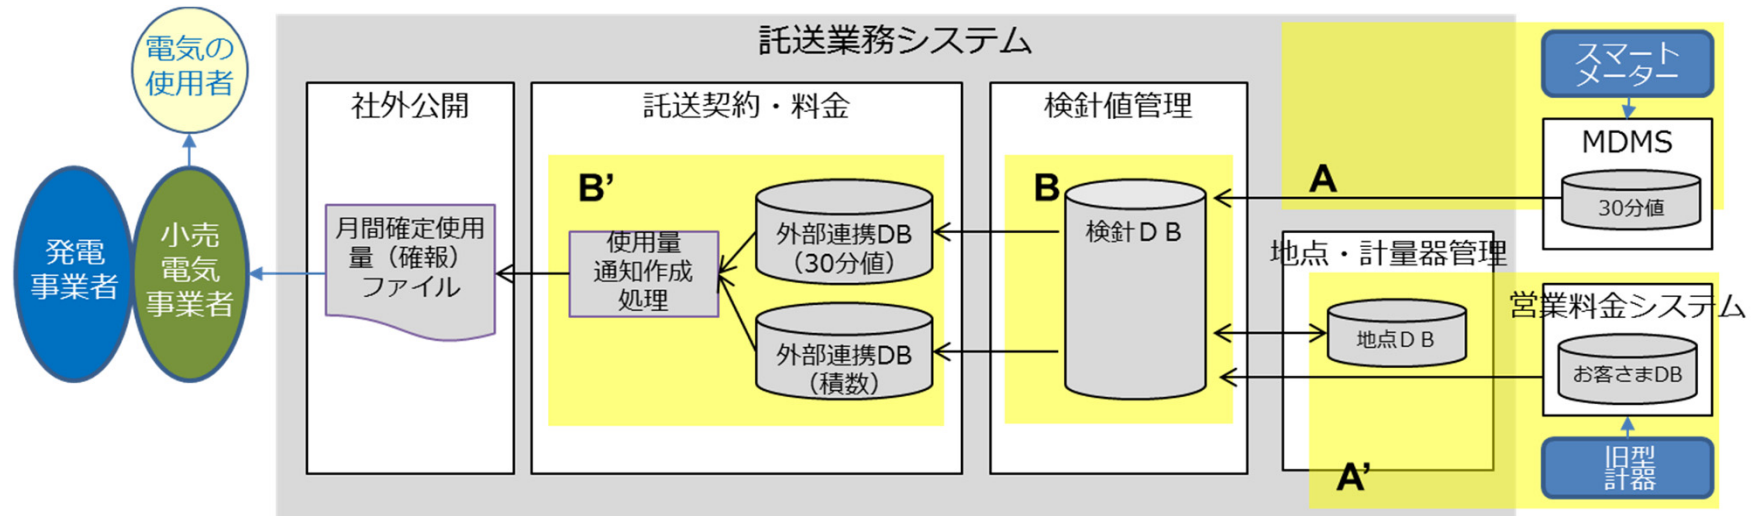 託送業務システム
電気の
使用者
発電
事業者
小売
電気
事業者
社外公開
月間確定使用
量（確報）
ファイル
託送契約・料金
B’
使用量
通知作成
処理
外部連携DB
（30分値）
外部連携DB
（積数）
検針値管理
B
検針ＤＢ
A
スマート
メーター
MDMS
30分値
地点・計量器管理
地点ＤＢ
A’
営業料金システム
お客さまDB
旧型
計器